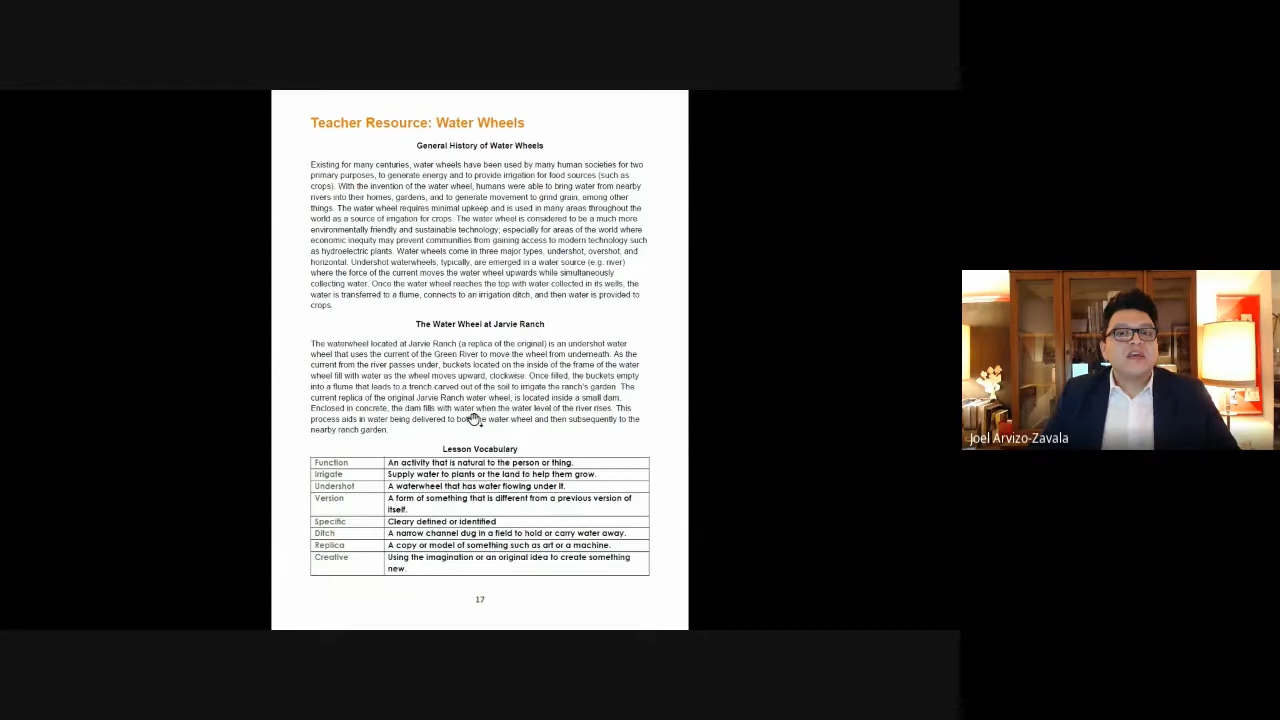 Teacher Resource: Water Wheels
General History of Water Wheels
Existing for many centuries, water wheels have been used by many human societies for two
primary purposes, to generate energy and to provide irrigation for food sources (such as
crops). With the invention of the water wheel, humans were able to bring water from nearby
rivers into their homes, gardens, and to generate movement to grind grain, among other
things. The water wheel requires minimal upkeep and is used in many areas throughout the
world as a source of irrigation for crops. The water wheel is considered to be a much more
environmentally friendly and sustainable technology; especially for areas of the world where
economic inequity may prevent communities from gaining access to modern technology such
as hydroelectric plants. Water wheels come in three major types, undershot, overshot, and
horizontal. Undershot waterwheels, typically, are emerged in a water source (e.g. river)
where the force of the current moves the water wheel upwards while simultaneously
collecting water. Once the water wheel reaches the top with water collected in its wells, the
water is transferred to a flume, connects to an irrigation ditch, and then water is provided to
crops.
The Water Wheel at Jarvie Ranch
The waterwheel located at Jarvie Ranch (a replica of the original) is an undershot water
wheel that uses the current of the Green River to move the wheel from underneath. As the
current from the river passes under, buckets located on the inside of the frame of the water
wheel fill with water as the wheel moves upward, clockwise. Once filled, the buckets empty
into a flume that leads to a trench carved out of the soil to irrigate the ranch's garden. The
current replica of the original Jarvie Ranch water wheel, is located inside a small dam.
Enclosed in concrete, the dam fills with water when the water level of the river rises. This
process aids in water being delivered to water wheel and then subsequently to the
nearby ranch garden.
Lesson Vocabulary
Function An activity that is natural to the person or thing.
Irrigate Supply water to plants or the land to help them grow.
Undershot A waterwheel that has water flowing under it.
Version A form of something that is different from a previous version of
itself.
Specific Cleary defined or identified
Ditch A narrow channel dug in a field to hold or carry water away.
Replica A copy or model of something such as art or a machine.
Creative Using the imagination or an original idea to create something
new.
17
Joel Arvizo-Zavala